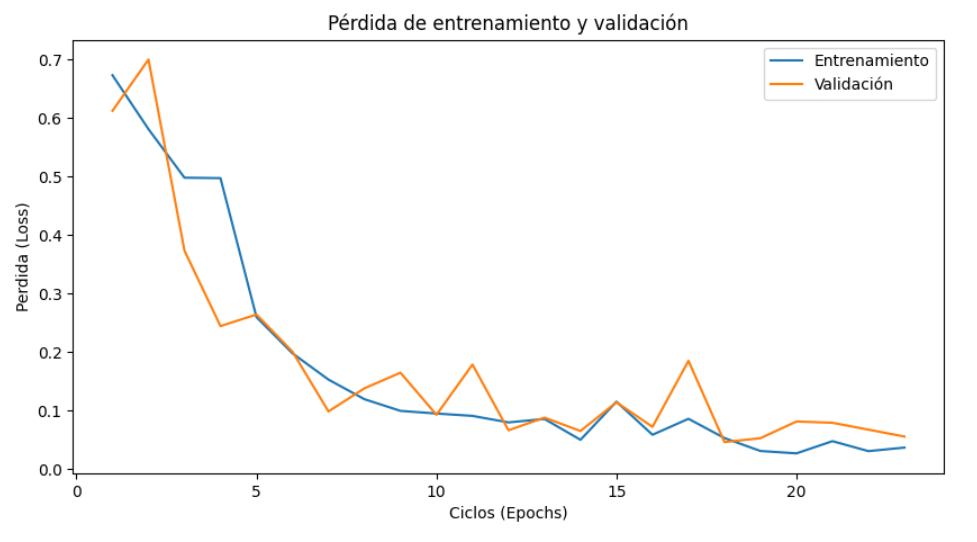 Pérdida de entrenamiento y validación
Entrenamiento
Validación
0.7
0.6
0.5
0.4
0.3
0.2
0.1
0.0
Perdida (Loss)
0 5 10 15 20
Ciclos (Epochs)